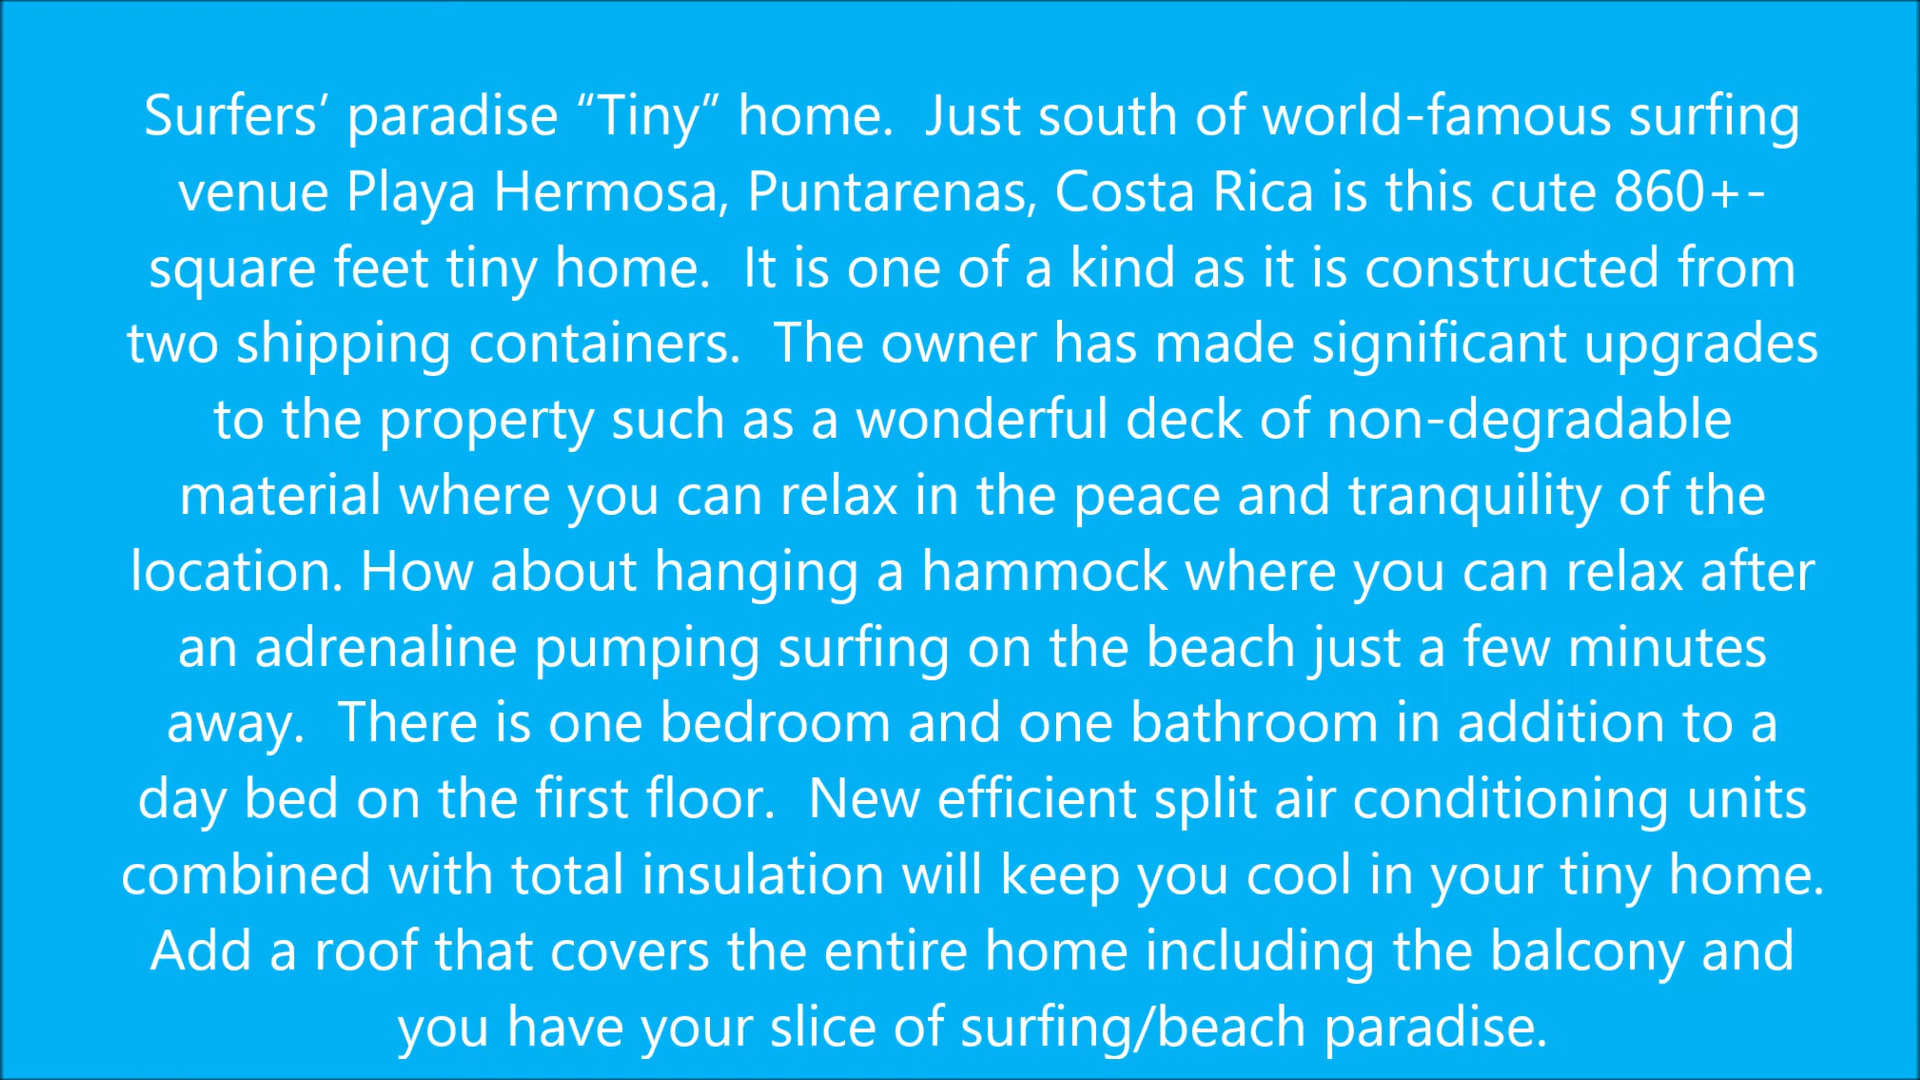 Surfers’ paradise “Tiny” home.  Just south of world-famous surfing
venue Playa Hermosa, Puntarenas, Costa Rica is this cute 860+-
square feet tiny home.  It is one of a kind as it is constructed from
two shipping containers.  The owner has made significant upgrades
to the property such as a wonderful deck of non-degradable
material where you can relax in the peace and tranquility of the
location. How about hanging a hammock where you can relax after
an adrenaline pumping surfing on the beach just a few minutes
away.  There is one bedroom and one bathroom in addition to a
day bed on the first floor.  New efficient split air conditioning units
combined with total insulation will keep you cool in your tiny home.
Add a roof that covers the entire home including the balcony and
you have your slice of surfing/beach paradise.